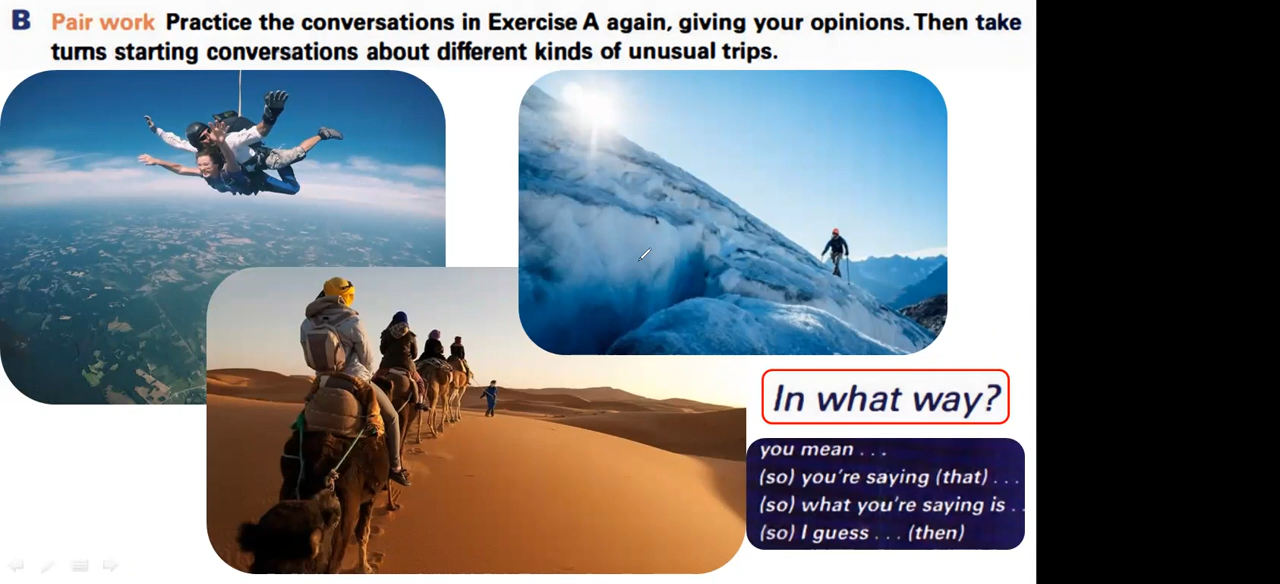 B Pair work Practice the conversations in Exercise A again, giving your opinions. Then take
turns starting conversations about different kinds of unusual trips.
In what way?
you mean . . .
(so) you're saying (that) . . .
(so) what you're saying is . .
(so) I guess . . . (then)